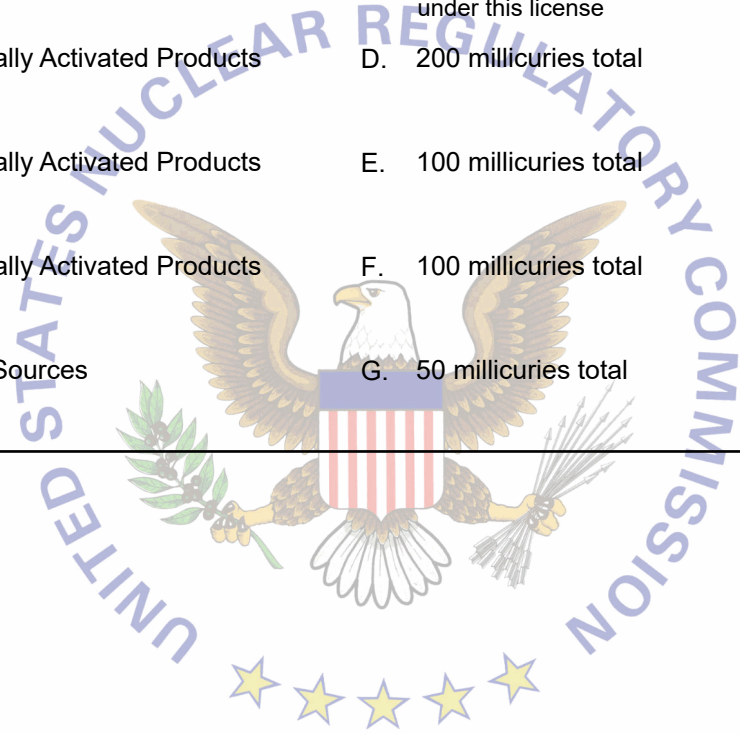 under this license
ally Activated Products D. 200 millicuries total
ally Activated Products E. 100 millicuries total
ally Activated Products F. 100 millicuries total
Sources G. 50 millicuries total
UNITED STATES NUCLEAR REGULATORY COMMISSION